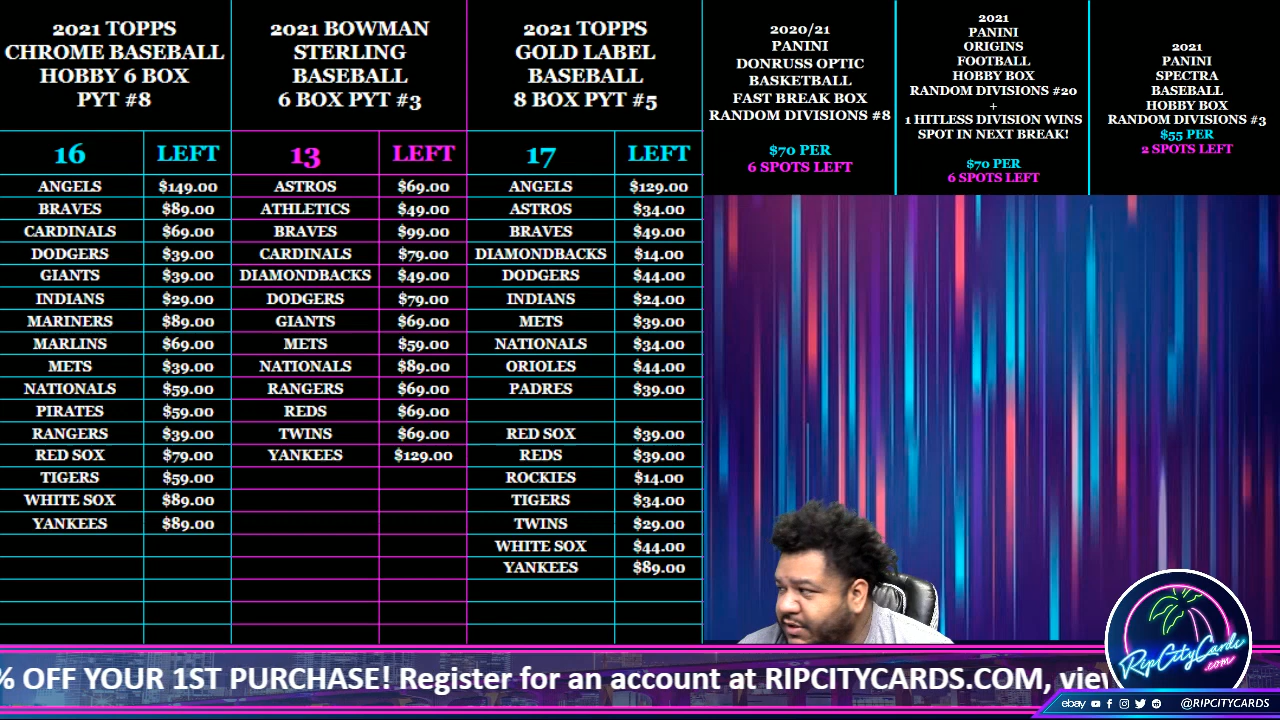 2021 TOPPS
CHROME BASEBALL
HOBBY 6 BOX
PYT #8
16 LEFT
ANGELS $149.00
BRAVES $89.00
CARDINALS $69.00
DODGERS $39.00
GIANTS $39.00
INDIANS $29.00
MARINERS $89.00
MARLINS $69.00
METS $39.00
NATIONALS $59.00
PIRATES $59.00
RANGERS $39.00
RED SOX $79.00
TIGERS $59.00
WHITE SOX $89.00
YANKEES $89.00
2021 BOWMAN
STERLING
BASEBALL
6 BOX PYT #3
13 LEFT
ASTROS $69.00
ATHLETICS $49.00
BRAVES $99.00
CARDINALS $79.00
DIAMONDBACKS $49.00
DODGERS $79.00
GIANTS $69.00
METS $59.00
NATIONALS $89.00
RANGERS $69.00
REDS $69.00
TWINS $69.00
YANKEES $129.00
2021 TOPPS
GOLD LABEL
BASEBALL
8 BOX PYT #5
17 LEFT
ANGELS $129.00
ASTROS $34.00
BRAVES $49.00
DIAMONDBACKS $14.00
DODGERS $44.00
INDIANS $24.00
METS $39.00
NATIONALS $34.00
ORIOLES $44.00
PADRES $39.00
RED SOX $39.00
REDS $39.00
ROCKIES $14.00
TIGERS $34.00
TWINS $29.00
WHITE SOX $44.00
YANKEES $89.00
2020/21
PANINI
DONRUSS OPTIC
BASKETBALL
FAST BREAK BOX
RANDOM DIVISIONS #8
$70 PER
6 SPOTS LEFT
2021
PANINI
ORIGINS
FOOTBALL
HOBBY BOX
RANDOM DIVISIONS #20
+
1 HITLESS DIVISION WINS
SPOT IN NEXT BREAK!
$70 PER
6 SPOTS LEFT
2021
PANINI
SPECTRA
BASEBALL
HOBBY BOX
RANDOM DIVISIONS #3
$55 PER
2 SPOTS LEFT
% OFF YOUR 1ST PURCHASE! Register for an account at RIPCITYCARDS.COM, view
RipCityCards
.com
ebay @RIPCITYCARDS